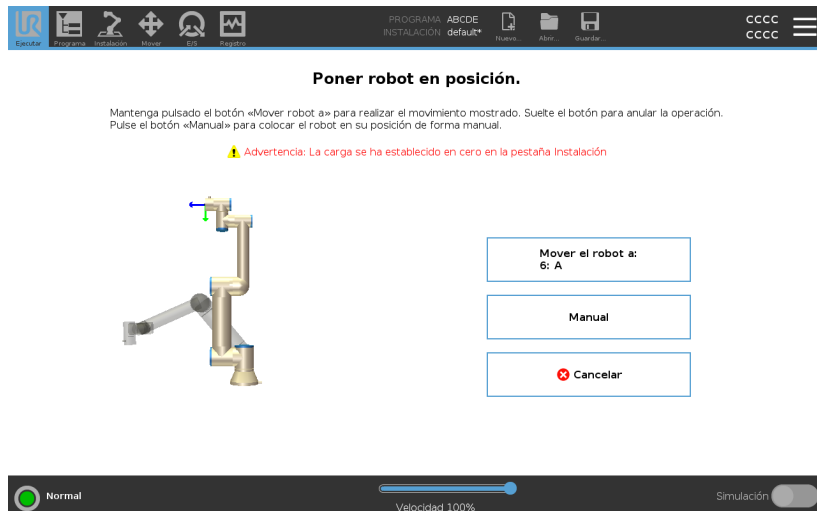 PROGRAMA ABCDE
INSTALACIÓN default*
cccc
cccc
Ejecutar
Programa
Instalación
Mover
E/S
Registro
Nuevo...
Abrir...
Guardar...
Poner robot en posición.
Mantenga pulsado el botón «Mover robot a» para realizar el movimiento mostrado. Suelte el botón para anular la operación.
Pulse el botón «Manual» para colocar el robot en su posición de forma manual.
Advertencia: La carga se ha establecido en cero en la pestaña Instalación
Mover el robot a:
6: A
Manual
Cancelar
Normal
Velocidad 100%
Simulación